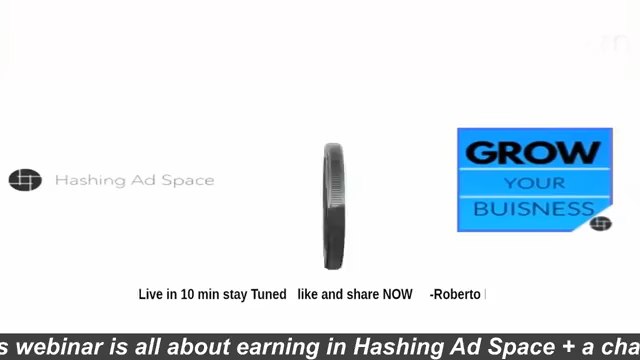 Hashing Ad Space
GROW
YOUR
BUISNESS
Live in 10 min stay Tuned like and share NOW -Roberto
webinar is all about earning in Hashing Ad Space + a